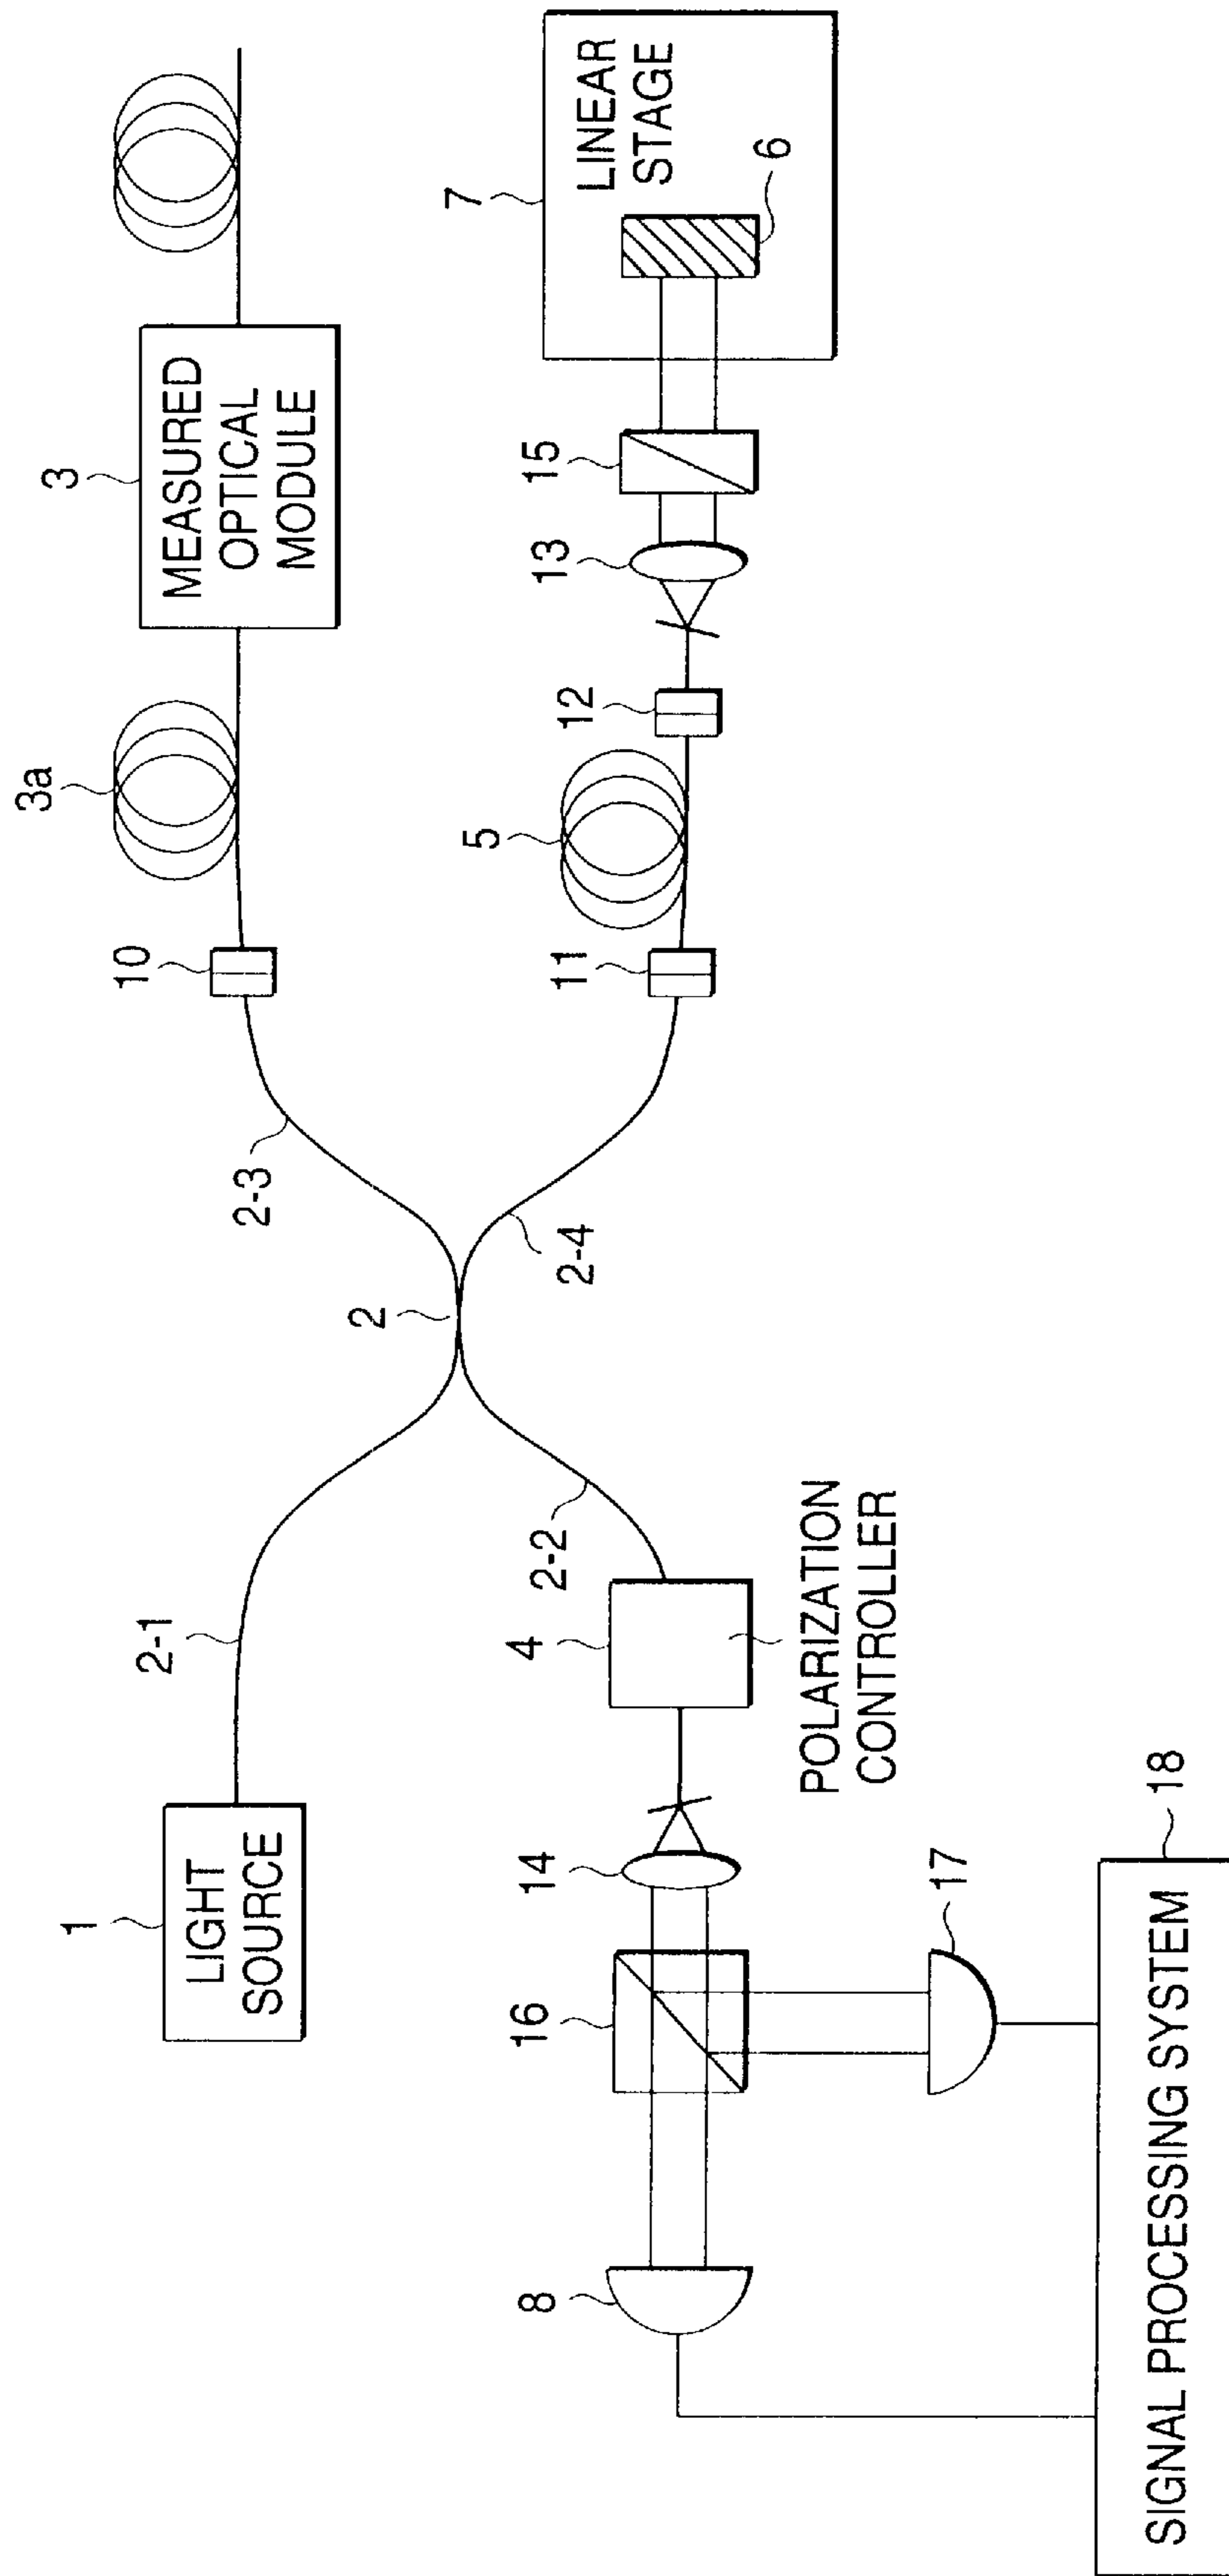 1
LIGHT
SOURCE
2-1
2
2-3
10
3a
3
MEASURED
OPTICAL
MODULE
8
16
14
4
2-2
2-4
11
5
12
13
15
7
LINEAR
STAGE
6
POLARIZATION
CONTROLLER
17
18
SIGNAL PROCESSING SYSTEM